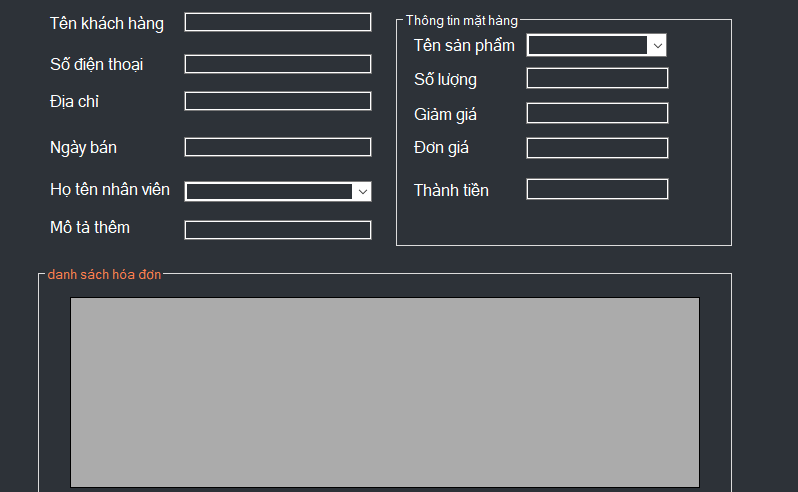 Tên khách hàng
Số điện thoại
Địa chỉ
Ngày bán
Họ tên nhân viên
Mô tả thêm
Thông tin mặt hàng
Tên sản phẩm
Số lượng
Giảm giá
Đơn giá
Thành tiền
danh sách hóa đơn